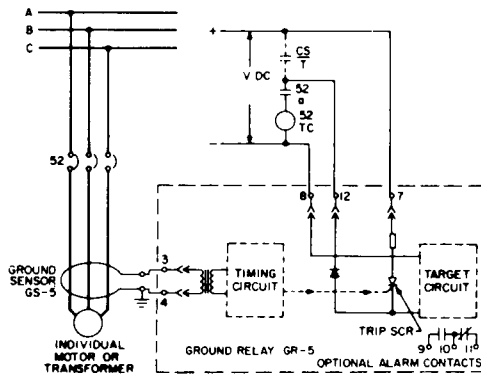 A
B
C
+
CS
T
V DC
52
a
52
TC
-
52
8
12
7
GROUND
SENSOR
GS-5
3
4
TIMING
CIRCUIT
TARGET
CIRCUIT
TRIP SCR
INDIVIDUAL
MOTOR OR
TRANSFORMER
GROUND RELAY GR-5
9 10 11
OPTIONAL ALARM CONTACTS